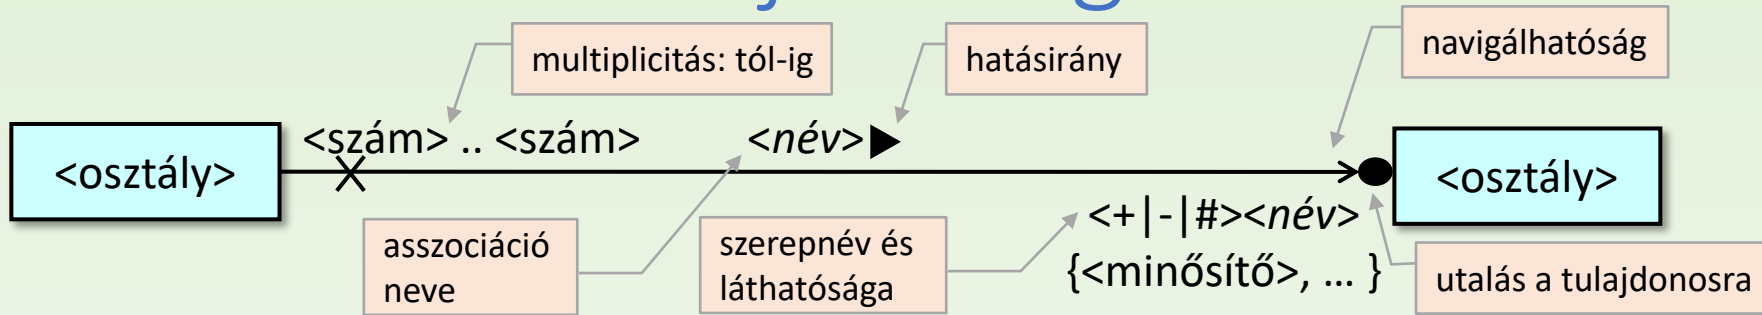 multiplicitás: tól-ig
hatásirány
navigálhatóság
<osztály>
<szám> .. <szám>
<név>
<osztály>
<+|-|#><név>
{<minősítő>, ... }
asszociáció
neve
szerepnév és
láthatósága
utalás a tulajdonosra